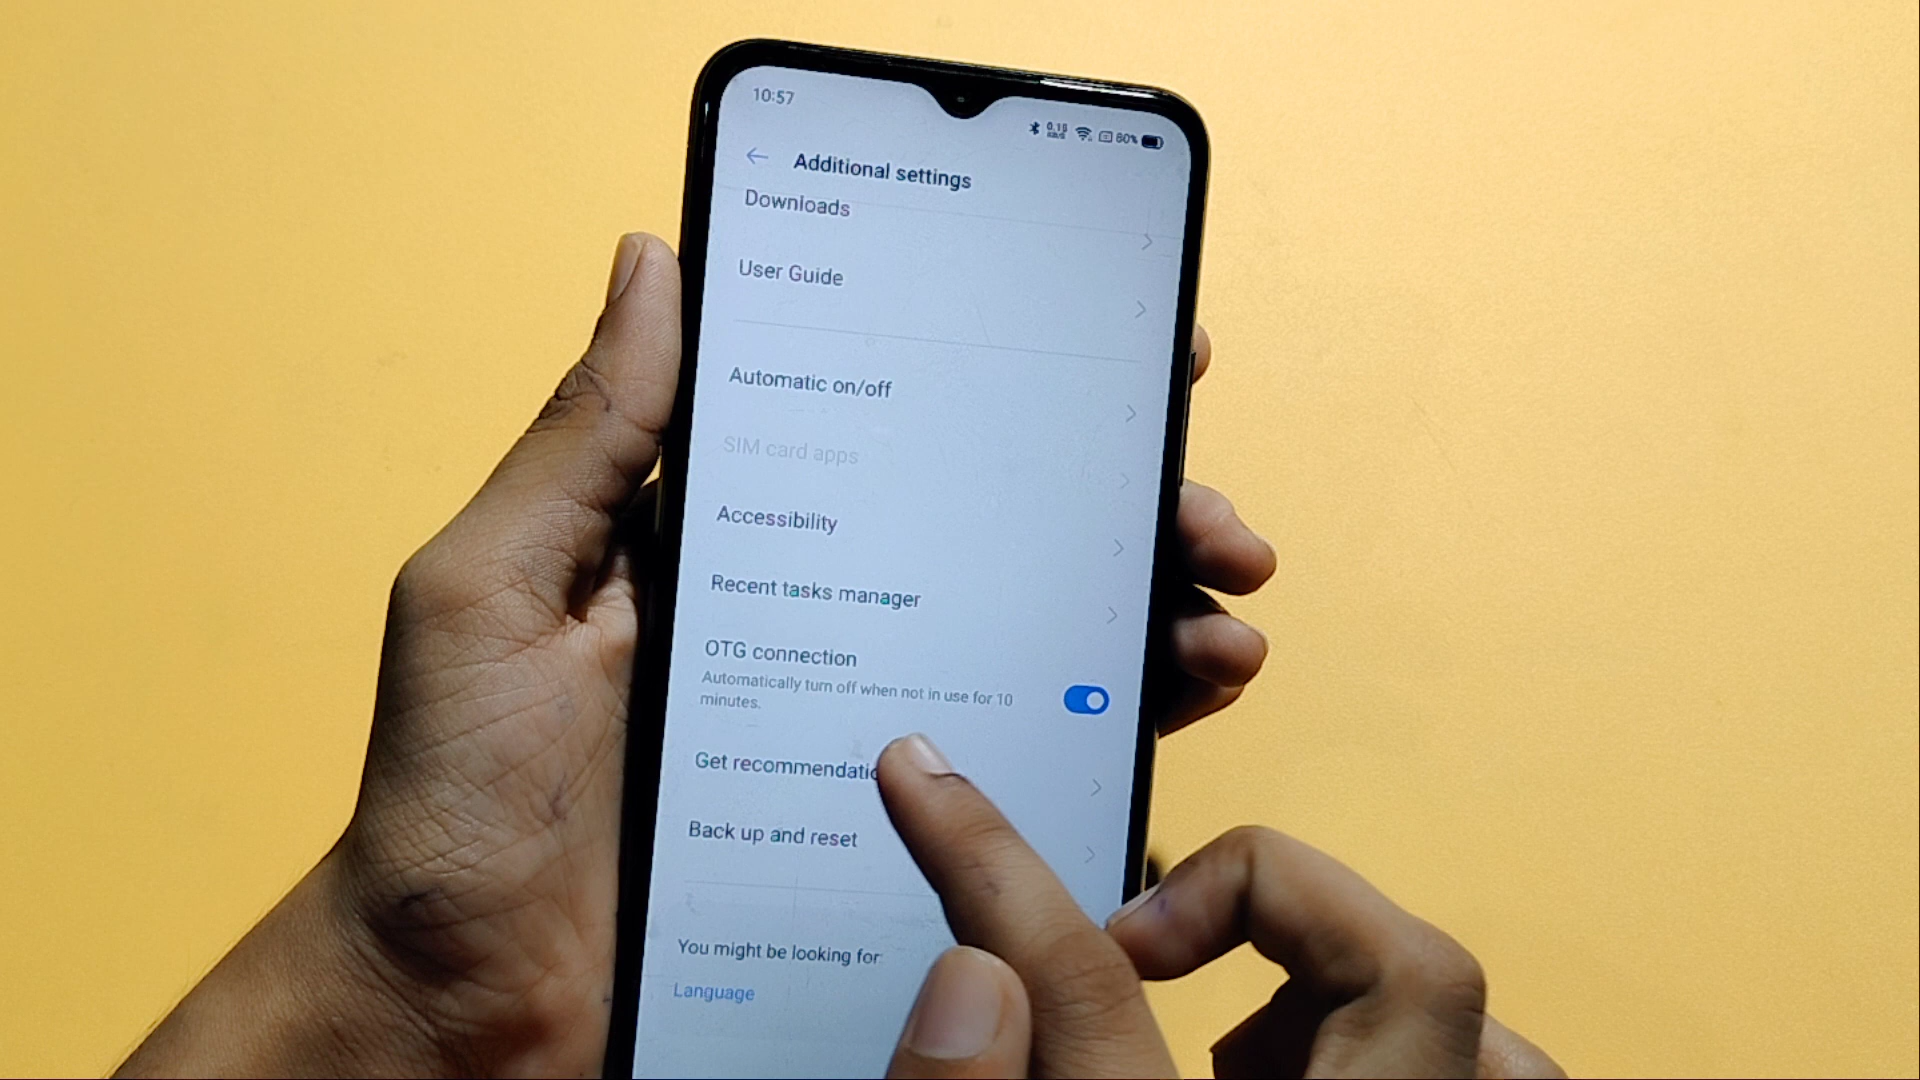 10:57
60%
Additional settings
Downloads
User Guide
Automatic on/off
SIM card apps
Accessibility
Recent tasks manager
OTG connection
Automatically turn off when not in use for 10
minutes.
Get
Back up and reset
You might be looking for:
Language